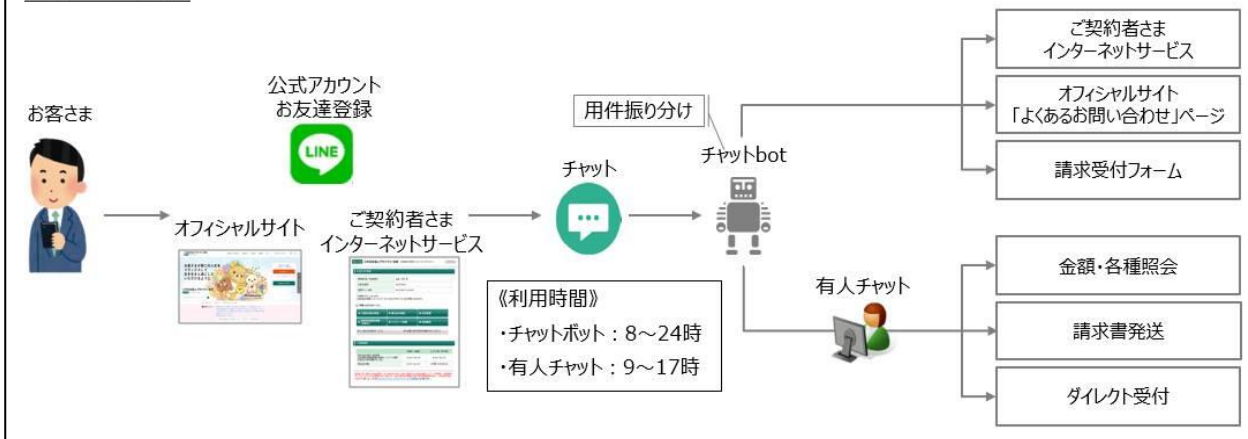 お客さま
公式アカウント
お友達登録
LINE
オフィシャルサイト
ご契約者さま
インターネットサービス
チャット
用件振り分け
チャットbot
《利用時間》
・チャットボット：8～24時
・有人チャット：9～17時
有人チャット
ご契約者さま
インターネットサービス
オフィシャルサイト
「よくあるお問い合わせ」ページ
請求受付フォーム
金額・各種照会
請求書発送
ダイレクト受付